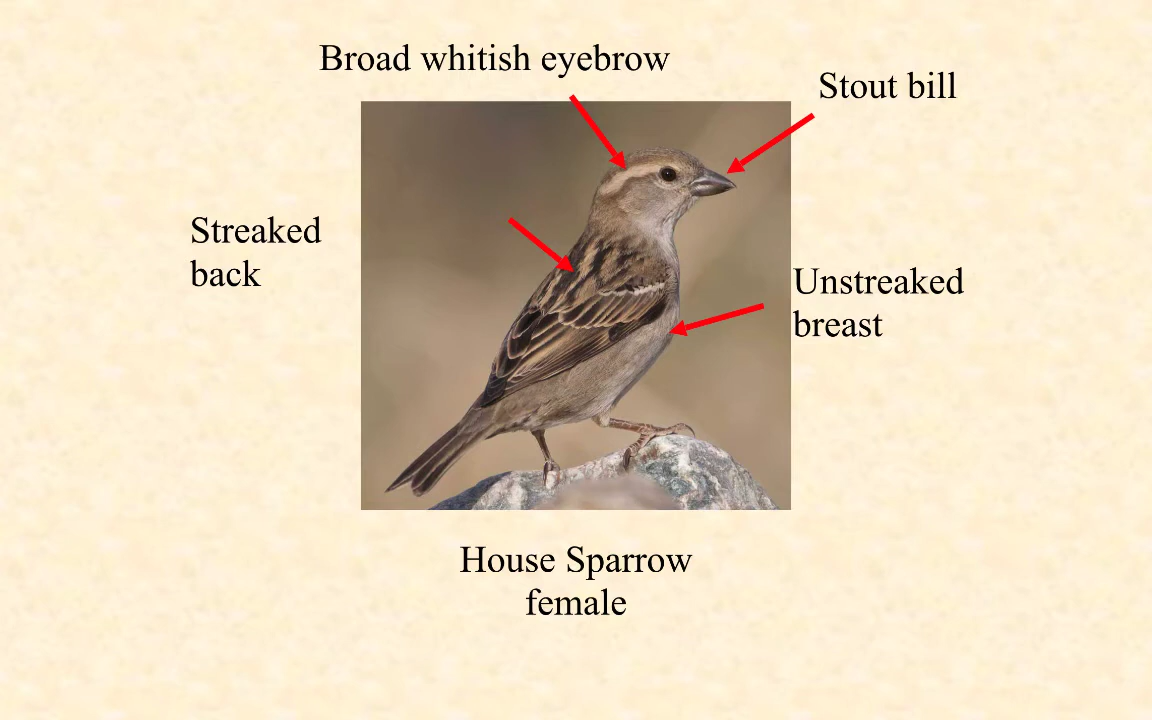 Broad whitish eyebrow
Stout bill
Streaked
back
Unstreaked
breast
House Sparrow
female